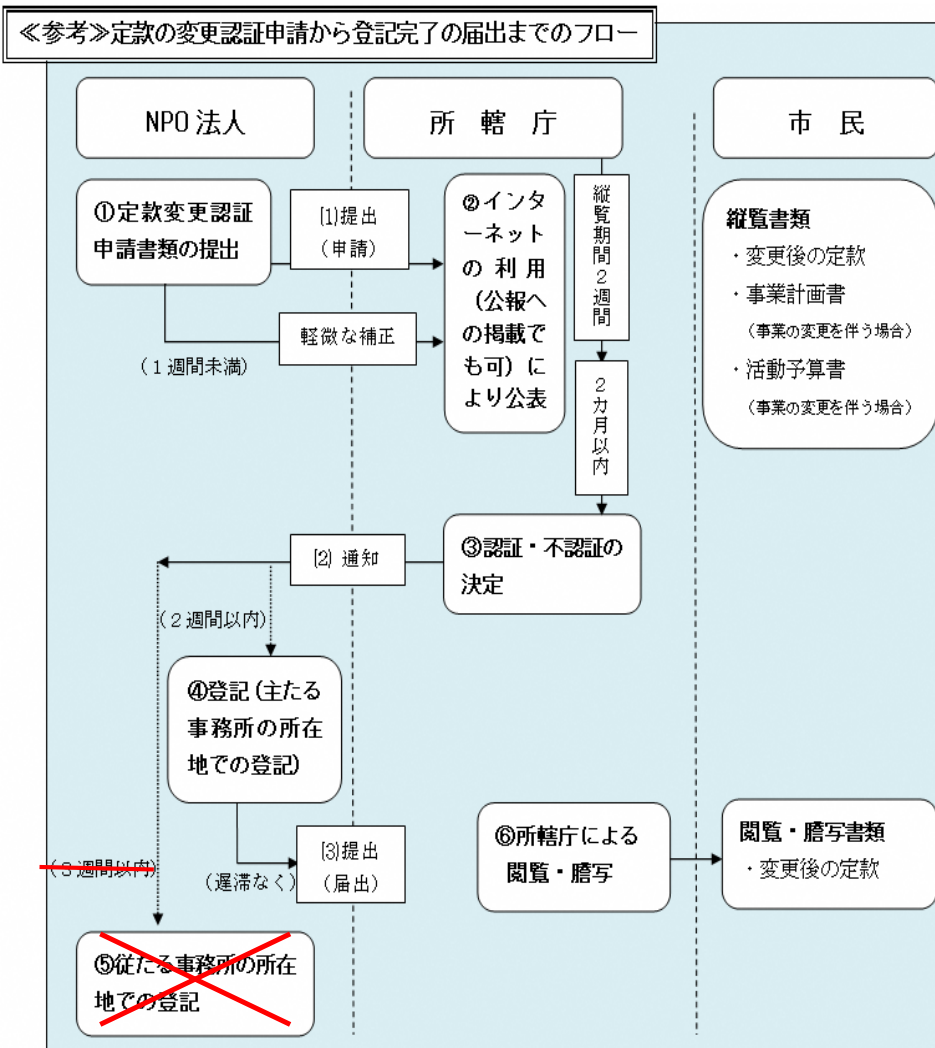 ≪参考≫定款の変更認証申請から登記完了の届出までのフロー
NPO 法人
所 轄 庁
市 民
①定款変更認証
申請書類の提出
(1)提出
(申請)
軽微な補正
(1週間未満)
②インタ
ーネット
の 利 用
(公報へ
の掲載で
も可)に
より公表
縦覧期間2週間
2カ月以内
縦覧書類
・変更後の定款
・事業計画書
(事業の変更を伴う場合)
・活動予算書
(事業の変更を伴う場合)
③認証・不認証の
決定
(2) 通知
(2週間以内)
④登記(主たる
事務所の所在
地での登記)
(3週間以内)
(遅滞なく)
(3)提出
(届出)
⑤従たる事務所の所在
地での登記
⑥所轄庁による
閲覧・謄写
閲覧・謄写書類
・変更後の定款